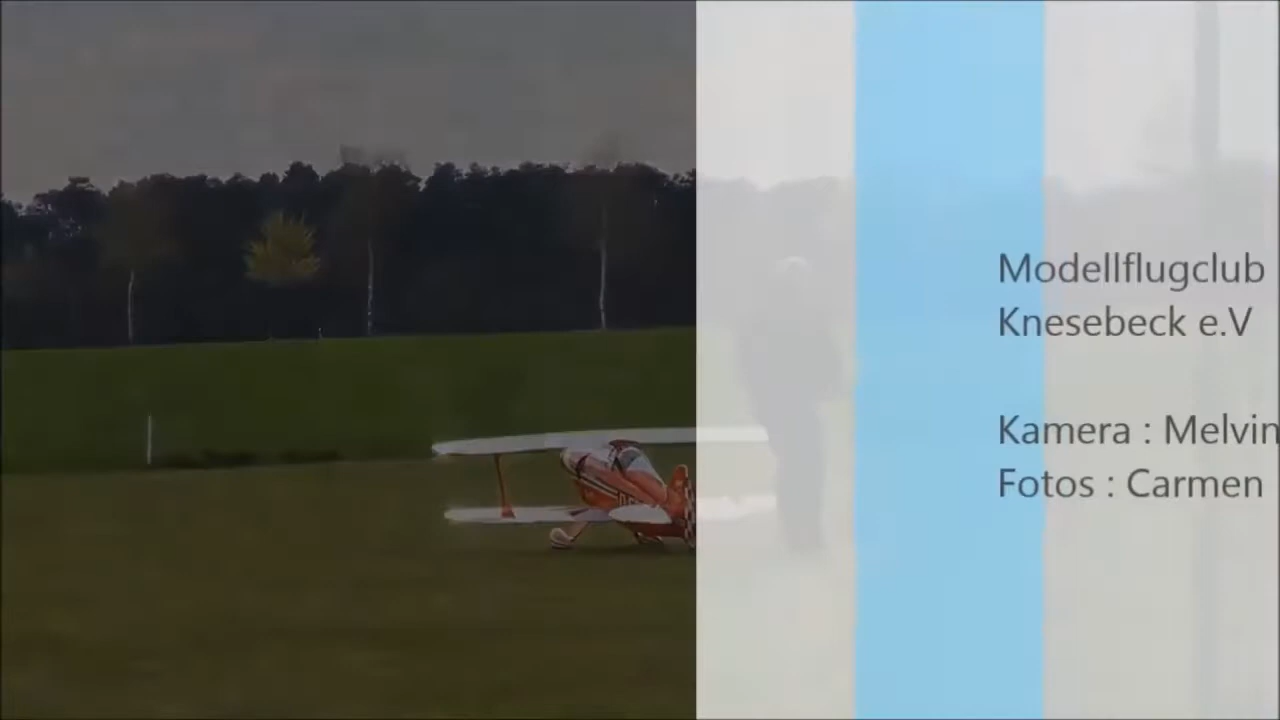 Modellflugclub
Knesebeck e.V
Kamera : Melvin
Fotos : Carmen